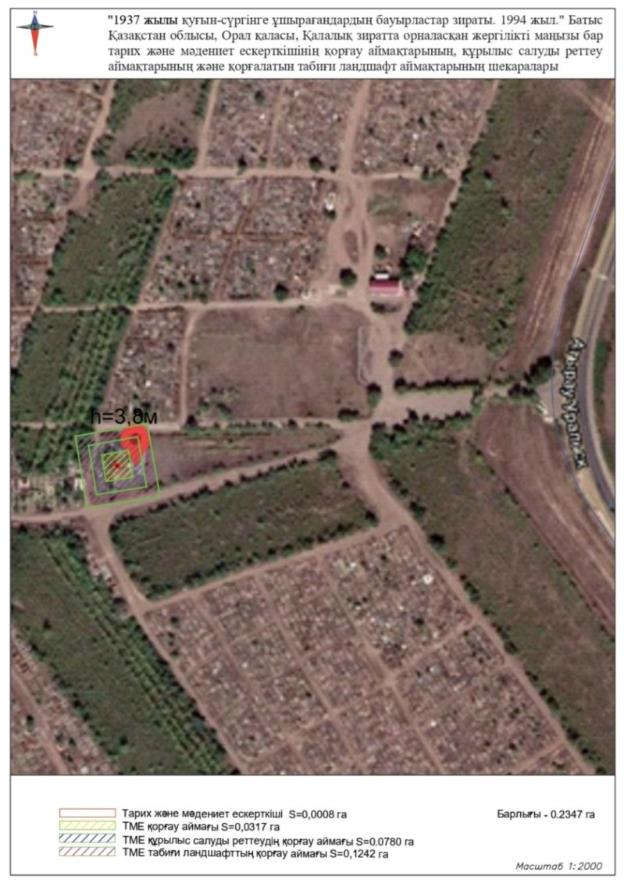 "1937 жылы қуғын-сүргінге ұшырағандардың бауырластар зираты. 1994 жыл." Батыс
Қазақстан облысы, Орал қаласы, Қалалық зиратта орналасқан жергілікті маңызы бар
тарих және мәдениет ескерткішінің қорғау аймақтарының, құрылыс салуды реттеу
аймақтарының және қорғалатын табиғи ландшафт аймақтарының шекаралары
h=3,8м
Тарих және мәдениет ескерткіші S=0,0008 га
Барлығы - 0.2347 га
ТМЕ қорғау аймағы S=0,0317 га
ТМЕ құрылыс салуды реттеудің қорғау аймағы S=0.0780 га
ТМЕ табиғи ландшафттың қорғау аймағы S=0,1242 га
Масштаб 1: 2000